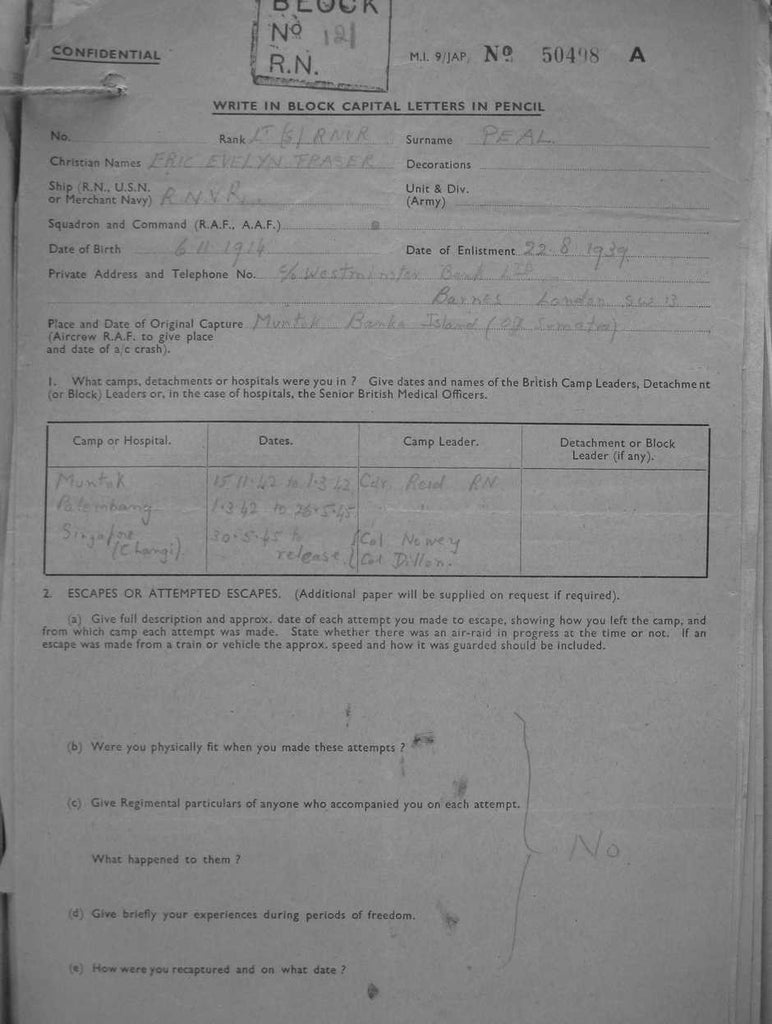 BLOCK
Nº 121
R.N.
CONFIDENTIAL
M.I. 9/JAP. Nº 50498 A
WRITE IN BLOCK CAPITAL LETTERS IN PENCIL
No. Rank LT (S) RNVR Surname PEAL
Christian Names ERIC EVELYN FRASER Decorations
Ship (R.N., U.S.N. or Merchant Navy) R.N.V.R. Unit & Div. (Army)
Squadron and Command (R.A.F., A.A.F.)
Date of Birth 6 11 1914 Date of Enlistment 22.8.1939
Private Address and Telephone No. c/o Westminster Bank LTD
Barnes London SW 13
Place and Date of Original Capture Muntok Banka Island (Off Sumatra)
(Aircrew R.A.F. to give place
and date of a/c crash).
1. What camps, detachments or hospitals were you in ? Give dates and names of the British Camp Leaders, Detachment
(or Block) Leaders or, in the case of hospitals, the Senior British Medical Officers.
Camp or Hospital. Dates. Camp Leader. Detachment or Block
Leader (if any).
Muntok 15.11.42 to 1.3.42 Cdr. Reid RN
Palembang 1.3.42 to 26.5.45 " "
Singapore 30.5.45 to Col
(Changi). release. Col Dillon.
2. ESCAPES OR ATTEMPTED ESCAPES. (Additional paper will be supplied on request if required).
(a) Give full description and approx. date of each attempt you made to escape, showing how you left the camp, and
from which camp each attempt was made. State whether there was an air-raid in progress at the time or not. If an
escape was made from a train or vehicle the approx. speed and how it was guarded should be included.
(b) Were you physically fit when you made these attempts ?
(c) Give Regimental particulars of anyone who accompanied you on each attempt.
No
What happened to them ?
(d) Give briefly your experiences during periods of freedom.
(e) How were you recaptured and on what date ?